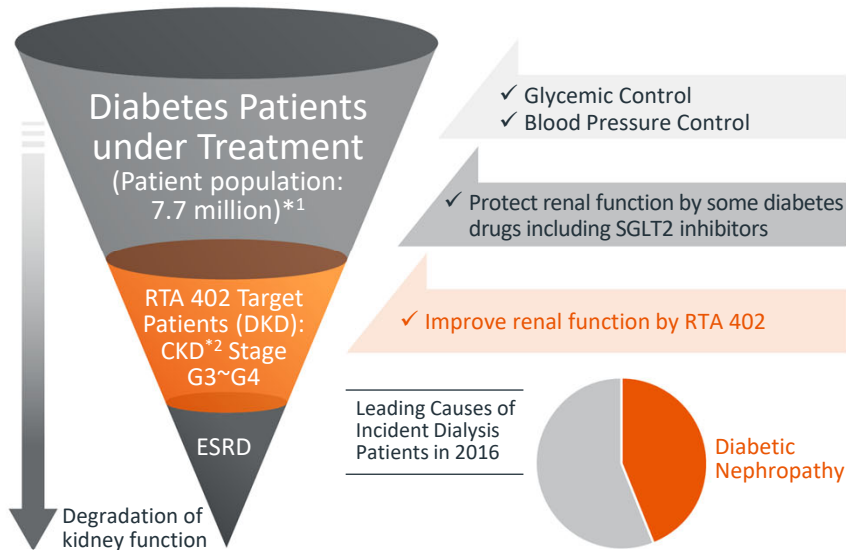 Diabetes Patients
under Treatment
(Patient population:
7.7 million)*1
✓ Glycemic Control
✓ Blood Pressure Control
✓ Protect renal function by some diabetes
drugs including SGLT2 inhibitors
RTA 402 Target
Patients (DKD):
CKD*2 Stage
G3~G4
✓ Improve renal function by RTA 402
ESRD
Leading Causes of
Incident Dialysis
Patients in 2016
Diabetic
Nephropathy
Degradation of
kidney function